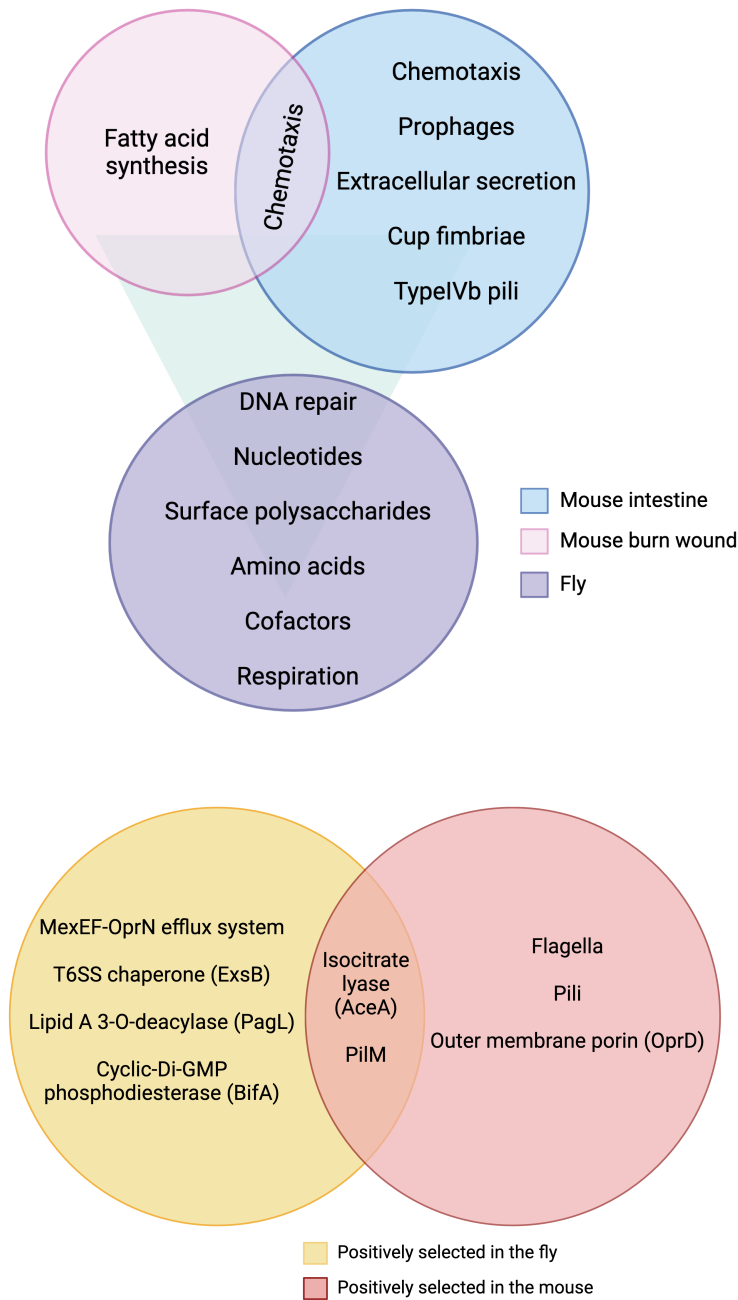 Fatty acid
synthesis
Chemotaxis
Chemotaxis
Prophages
Extracellular secretion
Cup fimbriae
TypeIVb pili
DNA repair
Nucleotides
Surface polysaccharides
Amino acids
Cofactors
Respiration
Mouse intestine
Mouse burn wound
Fly
MexEF-OprN efflux system
T6SS chaperone (ExsB)
Lipid A 3-O-deacylase (PagL)
Cyclic-Di-GMP
phosphodiesterase (BifA)
Isocitrate
lyase
(AceA)
PilM
Flagella
Pili
Outer membrane porin (OprD)
Positively selected in the fly
Positively selected in the mouse